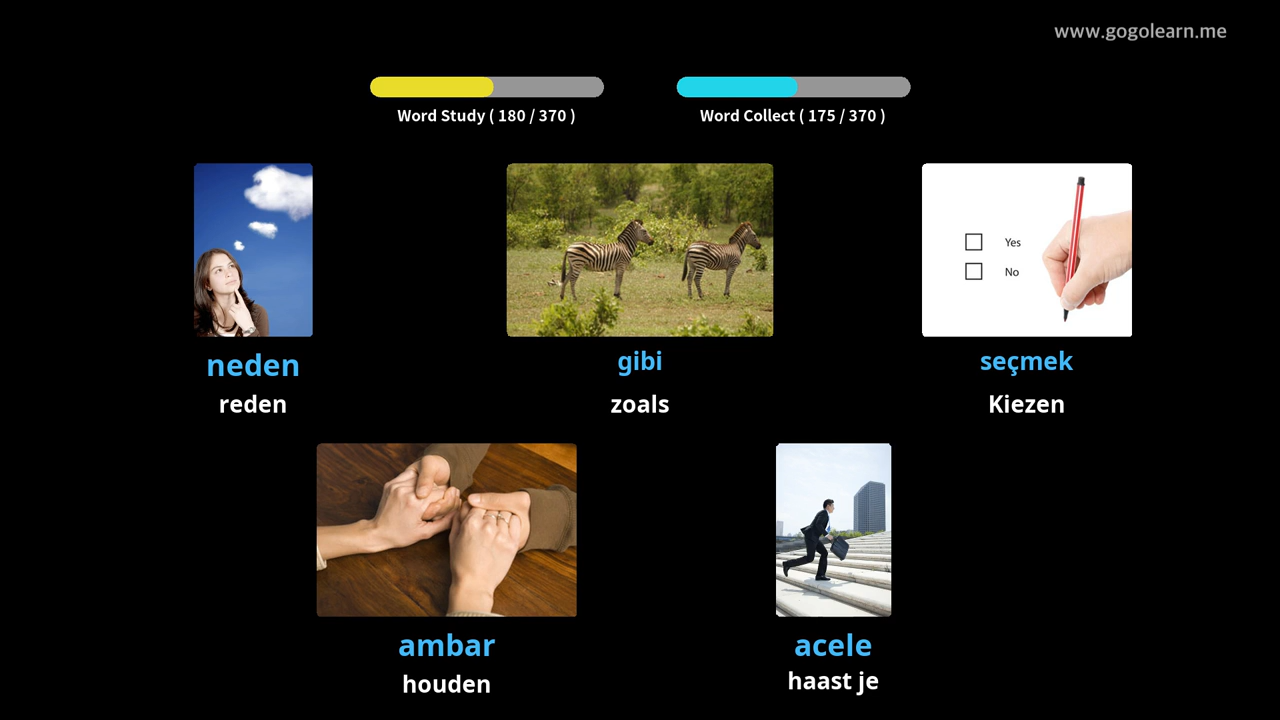 www.gogolearn.me
Word Study ( 180 / 370 )
Word Collect ( 175 / 370 )
Yes
No
neden
gibi
seçmek
reden
zoals
Kiezen
ambar
acele
houden
haast je